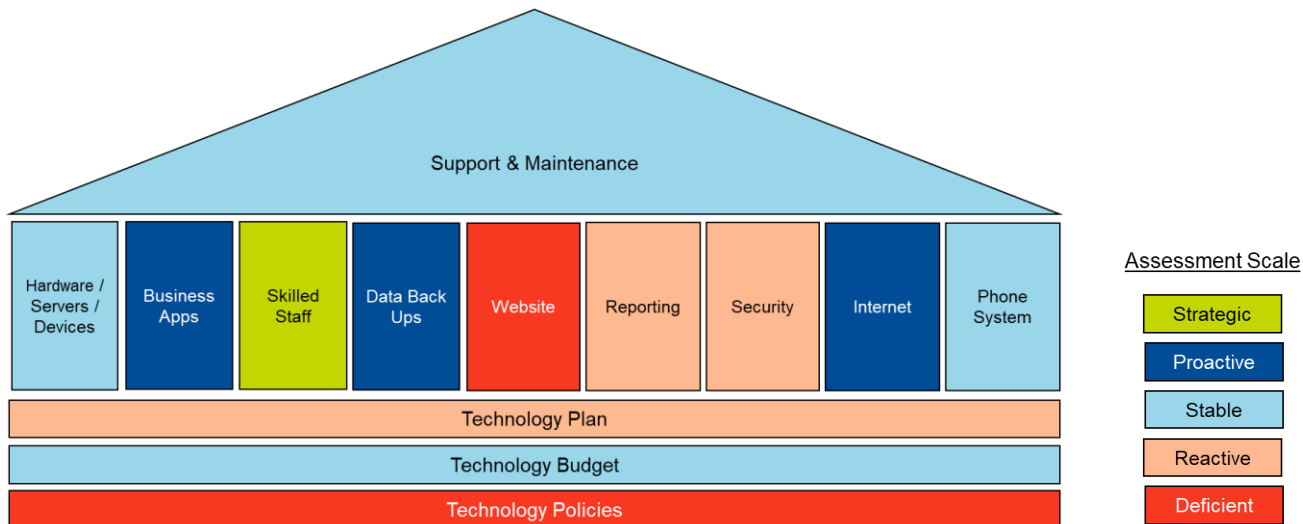 Support & Maintenance
Hardware /
Servers /
Devices
Business
Apps
Skilled
Staff
Data Back
Ups
Website
Reporting
Security
Internet
Phone
System
Technology Plan
Technology Budget
Technology Policies
Assessment Scale
Strategic
Proactive
Stable
Reactive
Deficient